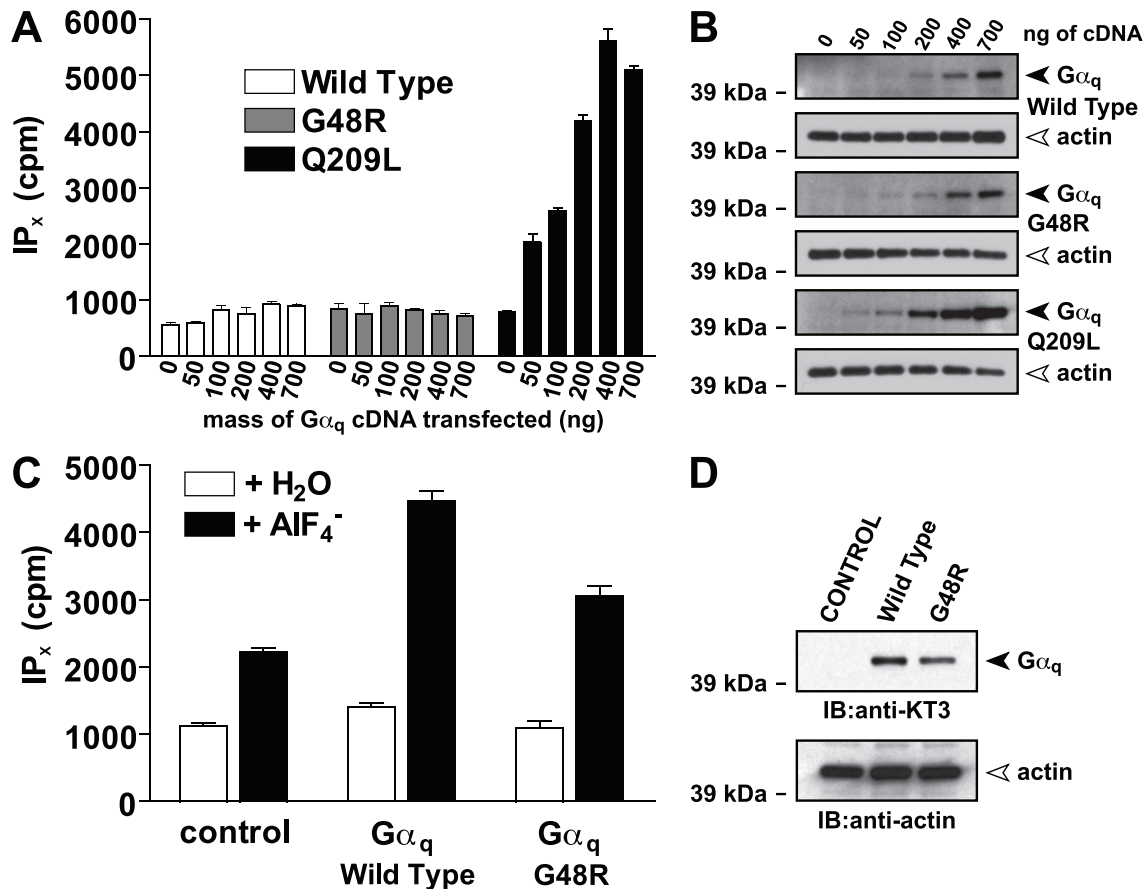 A
6000
5000
4000
3000
2000
1000
0
IPx (cpm)
Wild Type
G48R
Q209L
0 50 100 200 400 700 0 50 100 200 400 700 0 50 100 200 400 700
mass of Gαq cDNA transfected (ng)
B
0 50 100 200 400 700 ng of cDNA
39 kDa –
Gαq
Wild Type
39 kDa –
actin
39 kDa –
Gαq
G48R
39 kDa –
actin
39 kDa –
Gαq
Q209L
39 kDa –
actin
C
5000
4000
3000
2000
1000
0
IPx (cpm)
+ H2O
+ AlF4-
control
Gαq
Wild Type
Gαq
G48R
D
CONTROL
Wild Type
G48R
39 kDa –
Gαq
IB:anti-KT3
39 kDa –
actin
IB:anti-actin